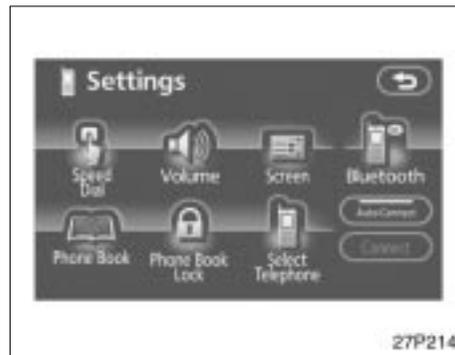 Settings
Speed
Dial
Volume
Screen
Bluetooth
Auto Connect
Phone Book
Phone Book
Lock
Select
Telephone
Connect
27P214